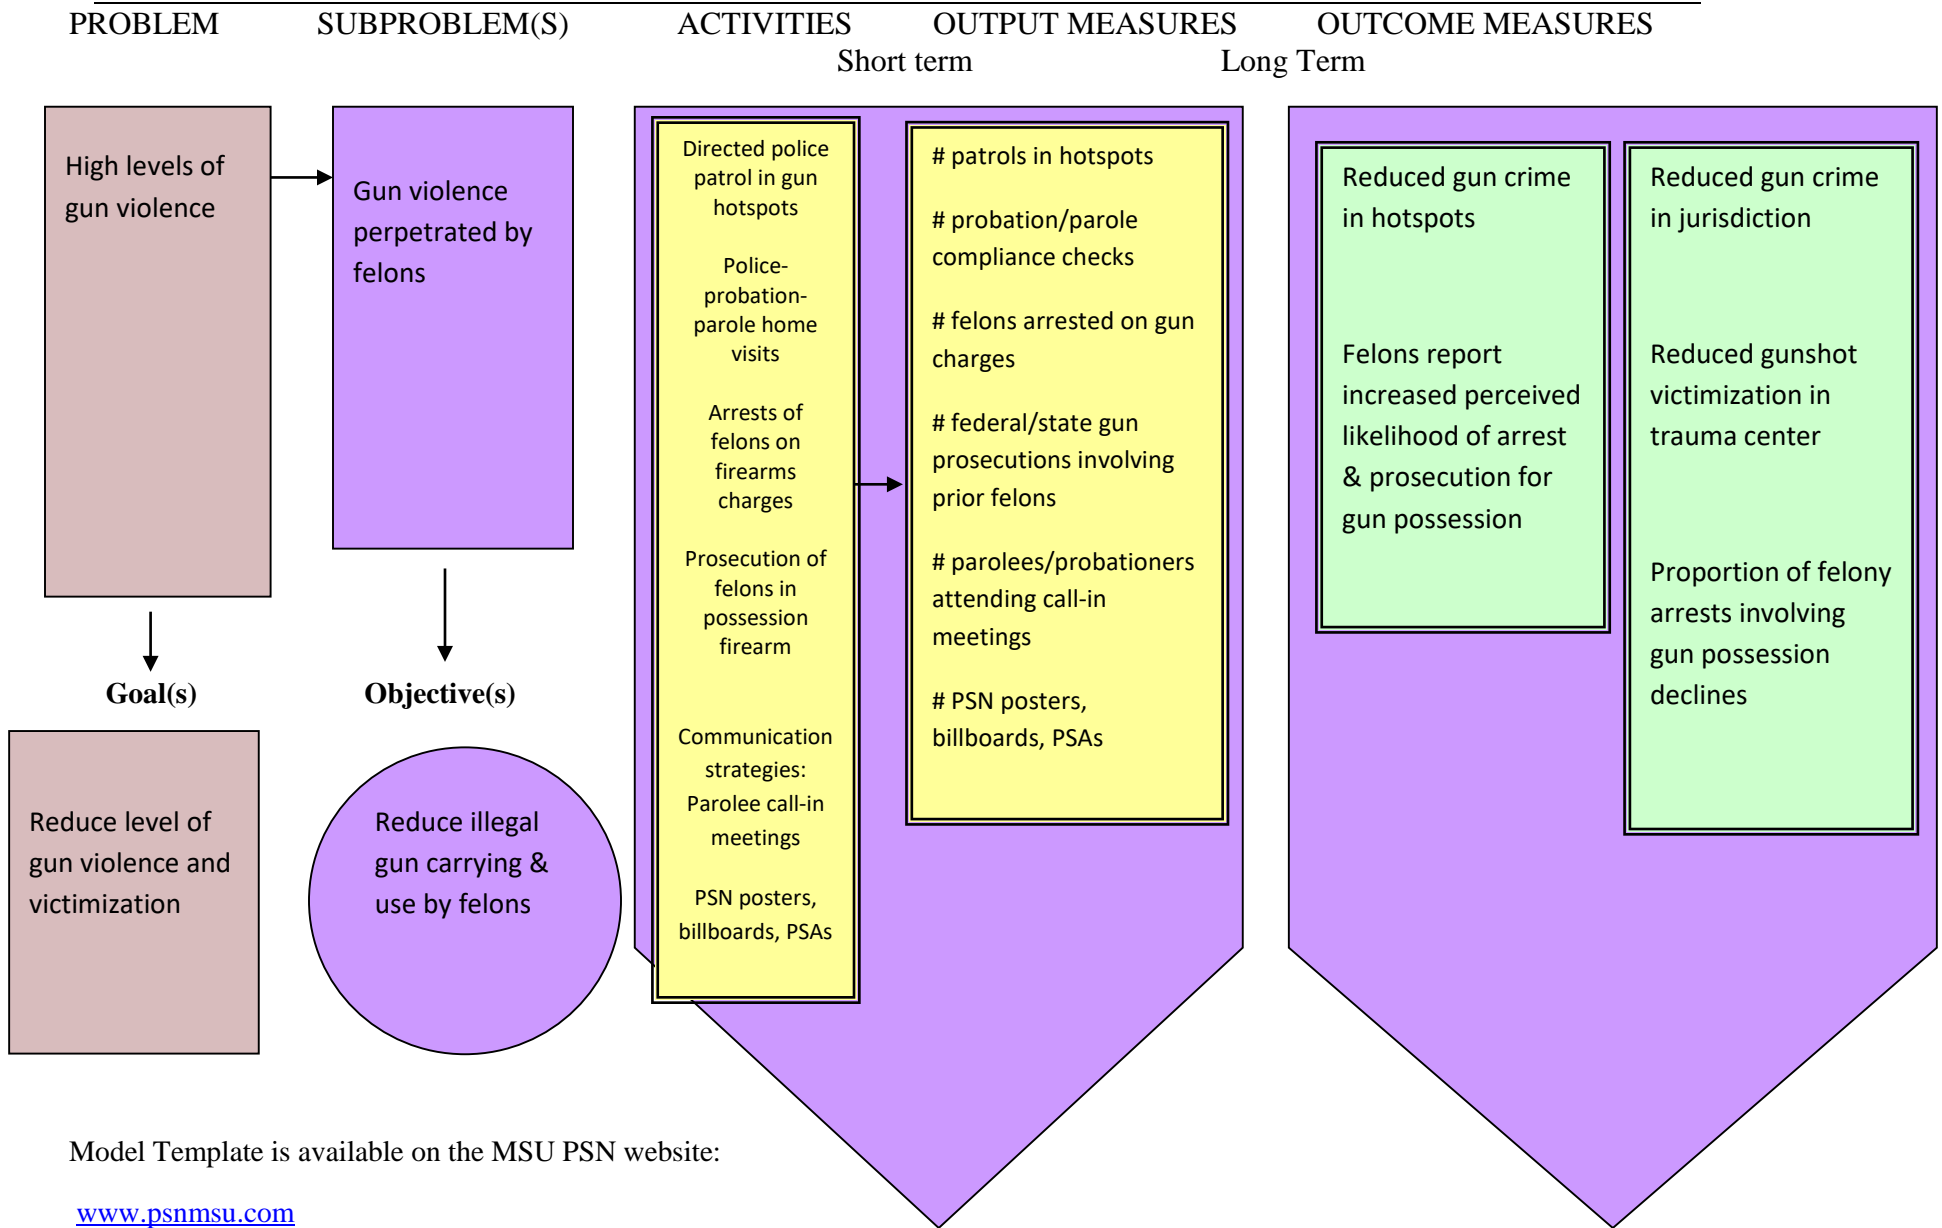 PROBLEM SUBPROBLEM(S) ACTIVITIES OUTPUT MEASURES OUTCOME MEASURES
Short term Long Term
High levels of
gun violence
Gun violence
perpetrated by
felons
Goal(s)
Objective(s)
Reduce level of
gun violence and
victimization
Reduce illegal
gun carrying &
use by felons
Directed police
patrol in gun
hotspots
Police-
probation-
parole home
visits
Arrests of
felons on
firearms
charges
Prosecution of
felons in
possession
firearm
Communication
strategies:
Parolee call-in
meetings
PSN posters,
billboards, PSAs
# patrols in hotspots
# probation/parole
compliance checks
# felons arrested on gun
charges
# federal/state gun
prosecutions involving
prior felons
# parolees/probationers
attending call-in
meetings
# PSN posters,
billboards, PSAs
Reduced gun crime
in hotspots
Felons report
increased perceived
likelihood of arrest
& prosecution for
gun possession
Reduced gun crime
in jurisdiction
Reduced gunshot
victimization in
trauma center
Proportion of felony
arrests involving
gun possession
declines
Model Template is available on the MSU PSN website:
www.psnmsu.com